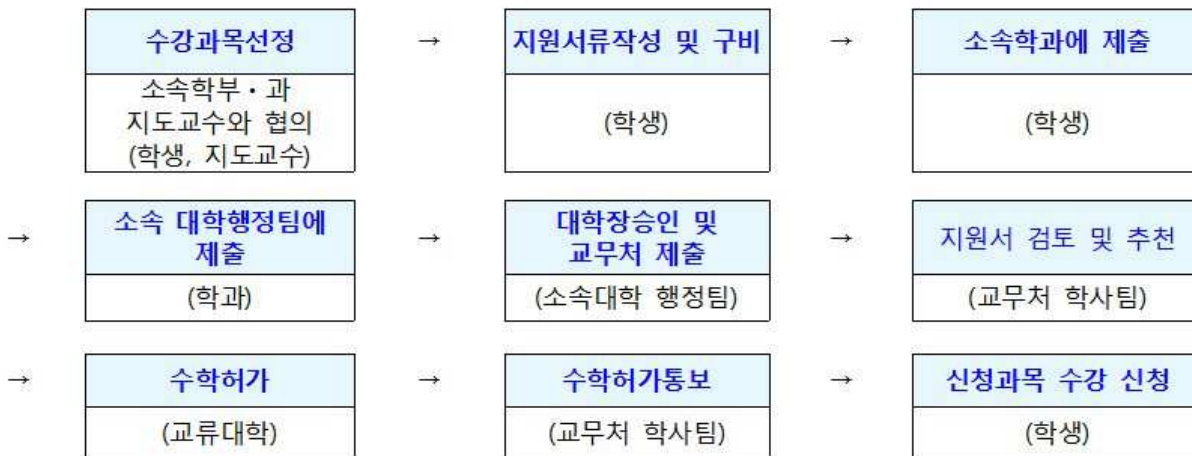 수강과목선정 → 지원서류작성 및 구비 → 소속학과에 제출
소속학부・과
지도교수와 협의
(학생, 지도교수)
(학생)
(학생)
→ 소속 대학행정팀에
제출
→ 대학장승인 및
교무처 제출
→ 지원서 검토 및 추천
(학과)
(소속대학 행정팀)
(교무처 학사팀)
→ 수학허가 → 수학허가통보 → 신청과목 수강 신청
(교류대학)
(교무처 학사팀)
(학생)